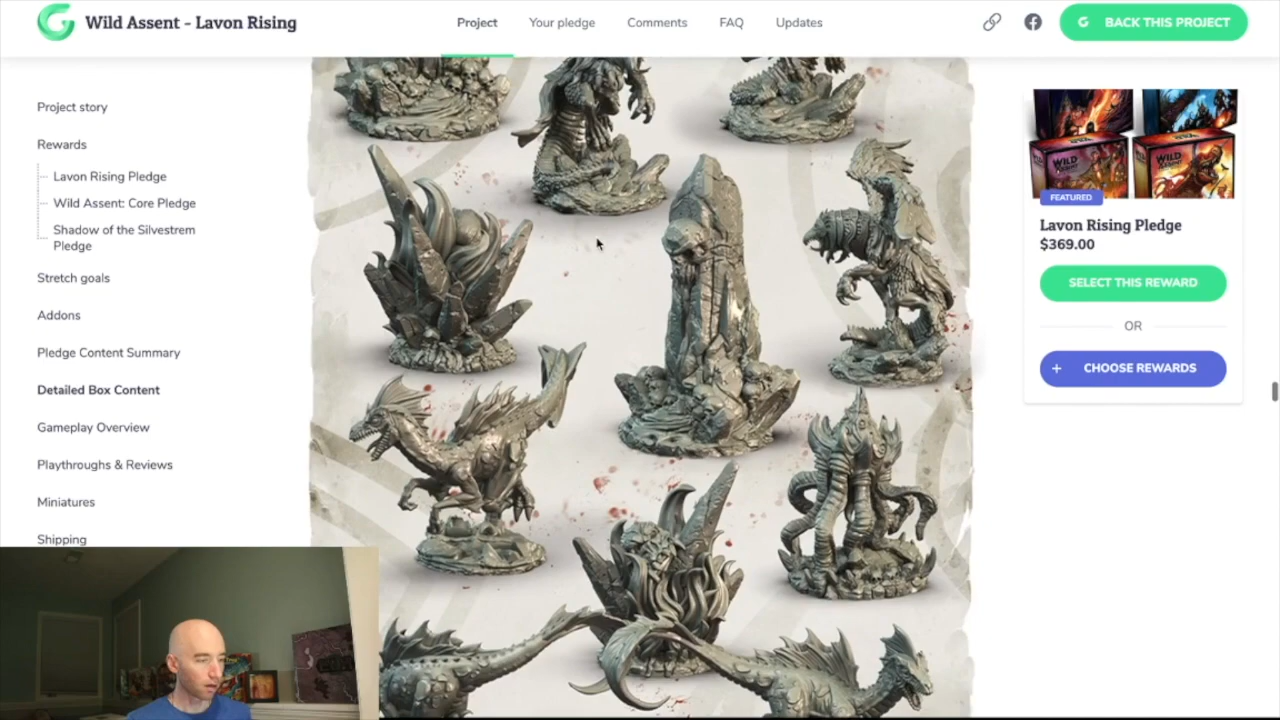 Wild Assent - Lavon Rising
Project
Your pledge
Comments
FAQ
Updates
BACK THIS PROJECT
Project story
Rewards
Lavon Rising Pledge
Wild Assent: Core Pledge
Shadow of the Silvestrem
Pledge
Stretch goals
Addons
Pledge Content Summary
Detailed Box Content
Gameplay Overview
Playthroughs & Reviews
Miniatures
Shipping
WILD
WILD
FEATURED
Lavon Rising Pledge
$369.00
SELECT THIS REWARD
OR
+ CHOOSE REWARDS